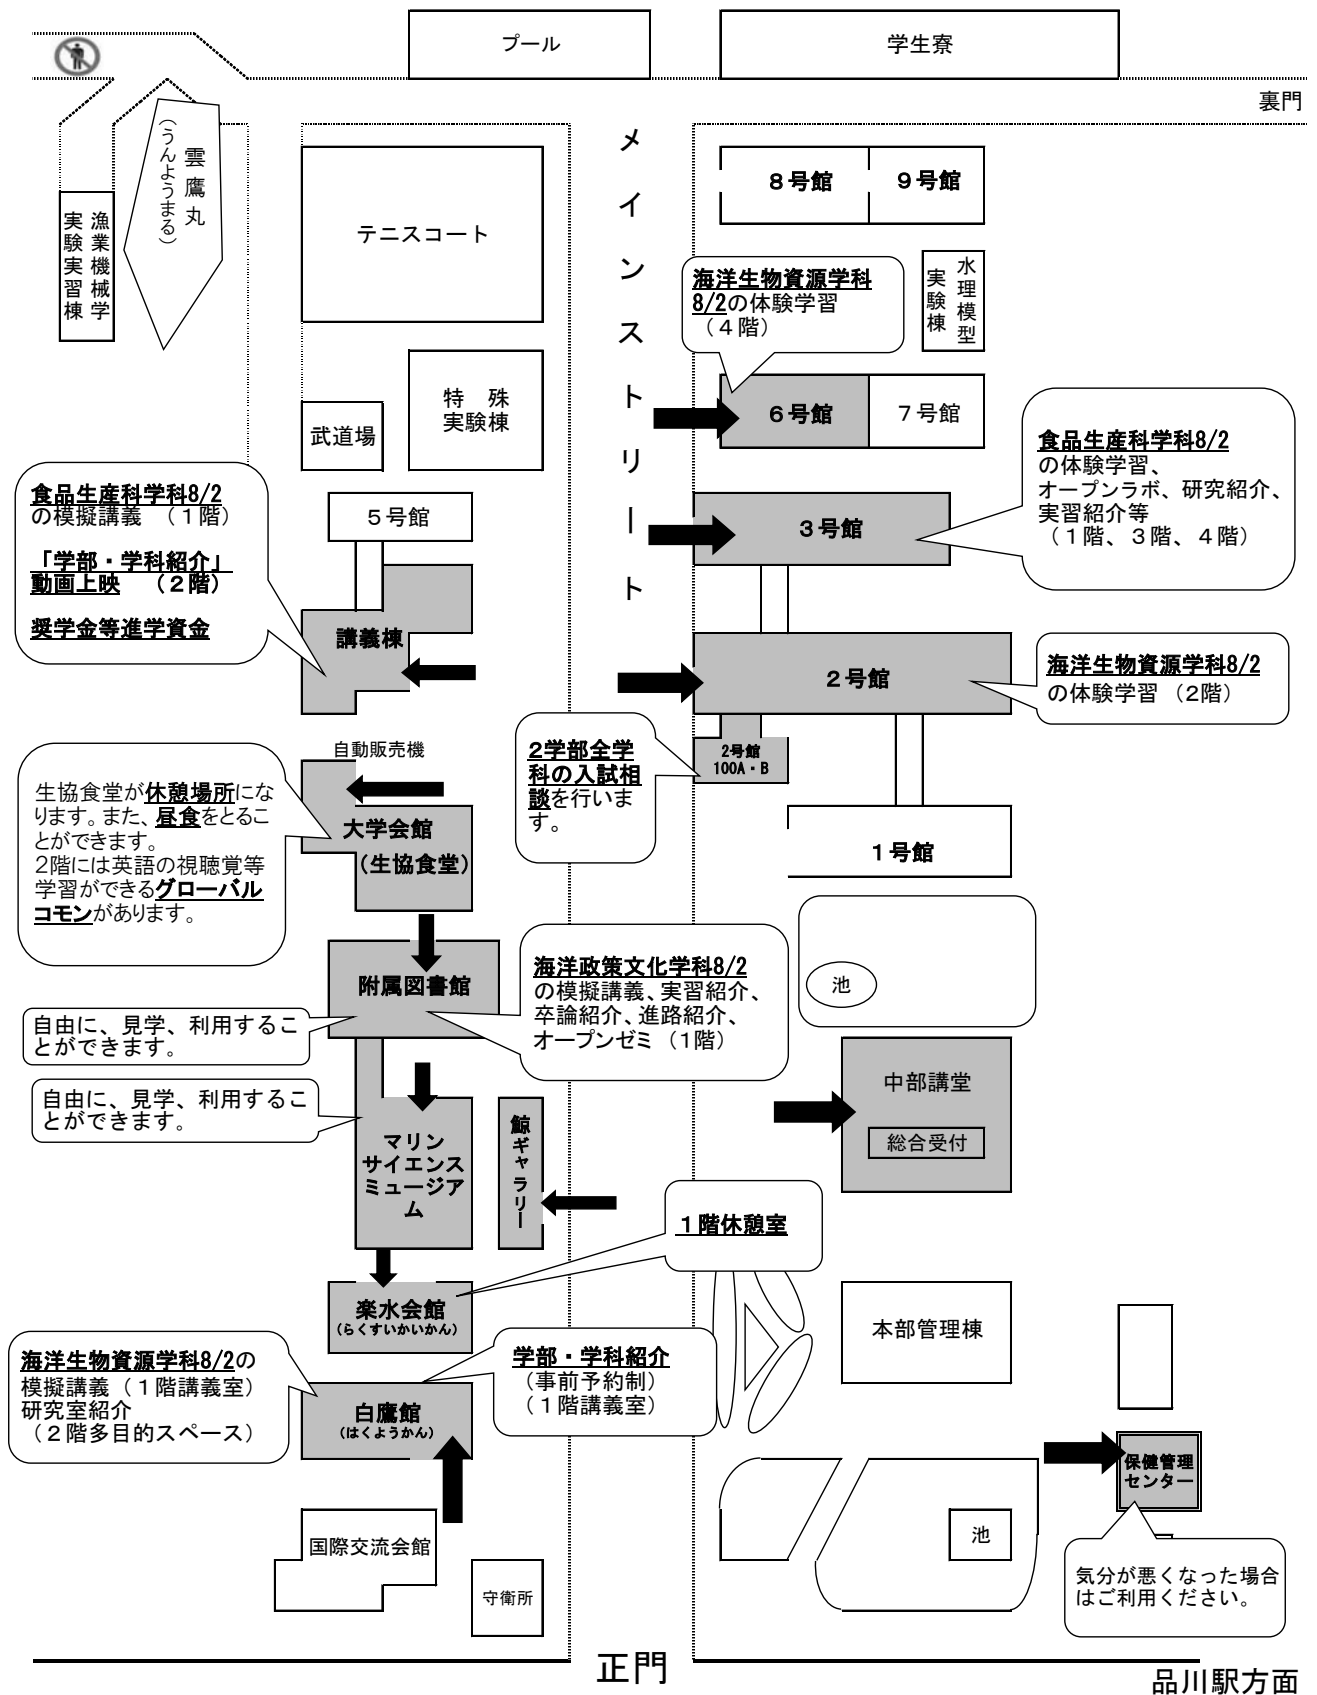 プール
学生寮
裏門
雲鷹丸
（うんようまる）
漁業機械学
実験実習棟
テニスコート
メインストリート
８号館
９号館
水理模型
実験棟
海洋生物資源学科
8/2の体験学習
（４階）
武道場
特　殊
実験棟
６号館
７号館
食品生産科学科8/2
の体験学習、
オープンラボ、研究紹介、
実習紹介等
（１階、３階、４階）
食品生産科学科8/2
の模擬講義　（１階）
「学部・学科紹介」
動画上映　（２階）
奨学金等進学資金
５号館
３号館
講義棟
２号館
海洋生物資源学科8/2
の体験学習 （2階）
自動販売機
2学部全学
科の入試相
談を行いま
す。
2号館
100A・B
生協食堂が休憩場所にな
ります。また、昼食をとるこ
とができます。
2階には英語の視聴覚等
学習ができるグローバル
コモンがあります。
大学会館
（生協食堂）
１号館
附属図書館
海洋政策文化学科8/2
の模擬講義、実習紹介、
卒論紹介、進路紹介、
オープンゼミ （1階）
池
自由に、見学、利用するこ
とができます。
自由に、見学、利用するこ
とができます。
マリン
サイエンス
ミュージア
ム
鯨ギャラリー
中部講堂
総合受付
１階休憩室
楽水会館
（らくすいかいかん）
本部管理棟
海洋生物資源学科8/2の
模擬講義（１階講義室）
研究室紹介
（２階多目的スペース）
学部・学科紹介
（事前予約制）
（１階講義室）
白鷹館
（はくようかん）
保健管理
センター
国際交流会館
守衛所
池
気分が悪くなった場合
はご利用ください。
正門
品川駅方面